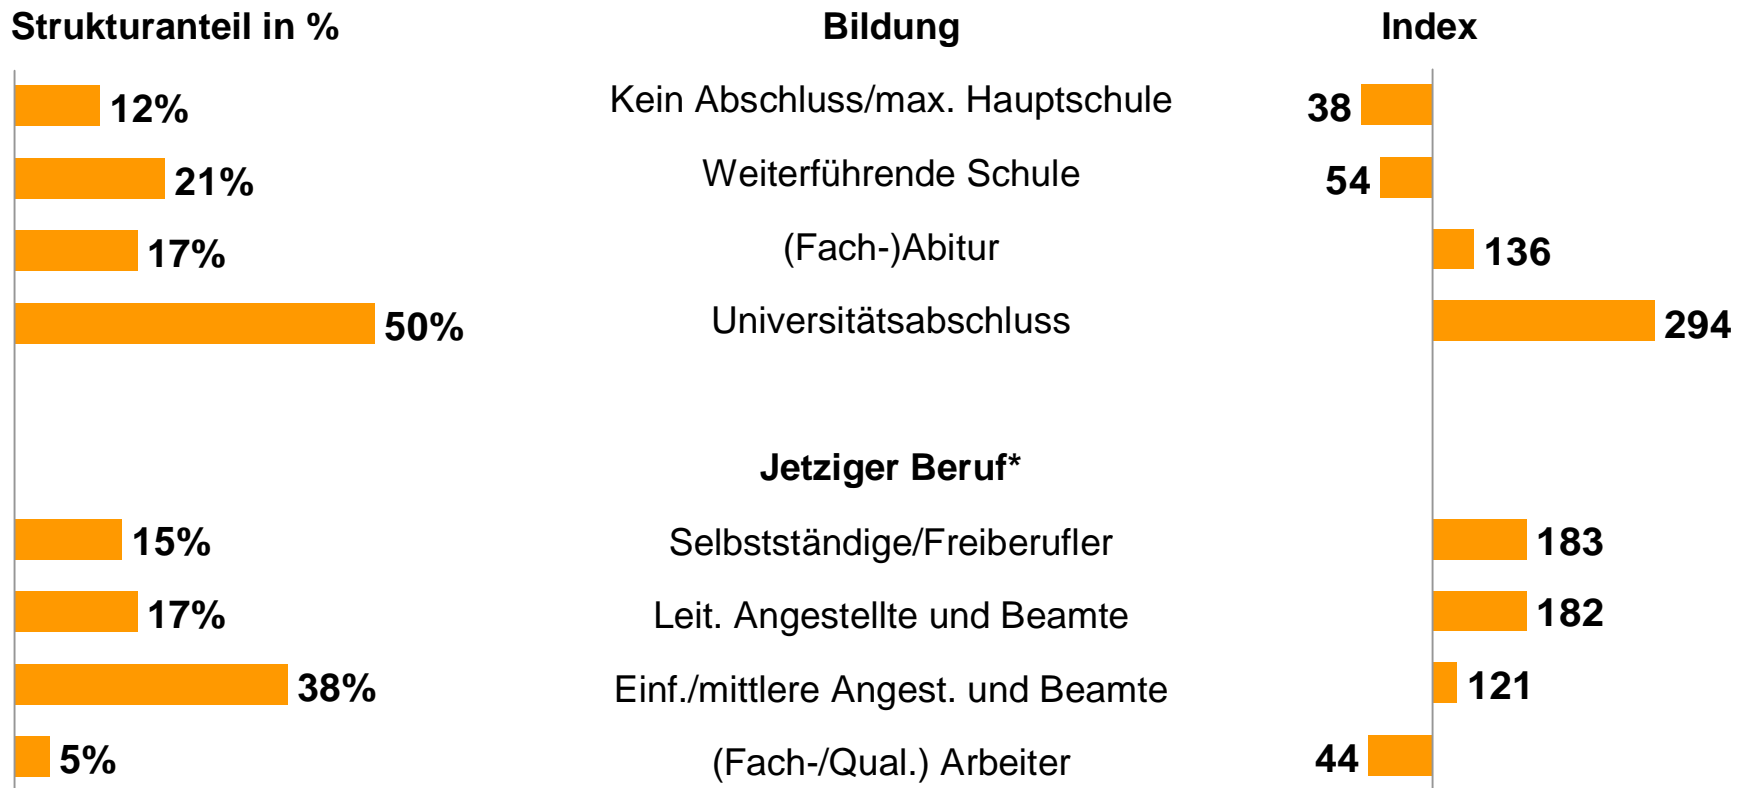 Strukturanteil in % Bildung Index
12% Kein Abschluss/max. Hauptschule 38
21% Weiterführende Schule 54
17% (Fach-)Abitur 136
50% Universitätsabschluss 294
Jetziger Beruf*
15% Selbstständige/Freiberufler 183
17% Leit. Angestellte und Beamte 182
38% Einf./mittlere Angest. und Beamte 121
5% (Fach-/Qual.) Arbeiter 44